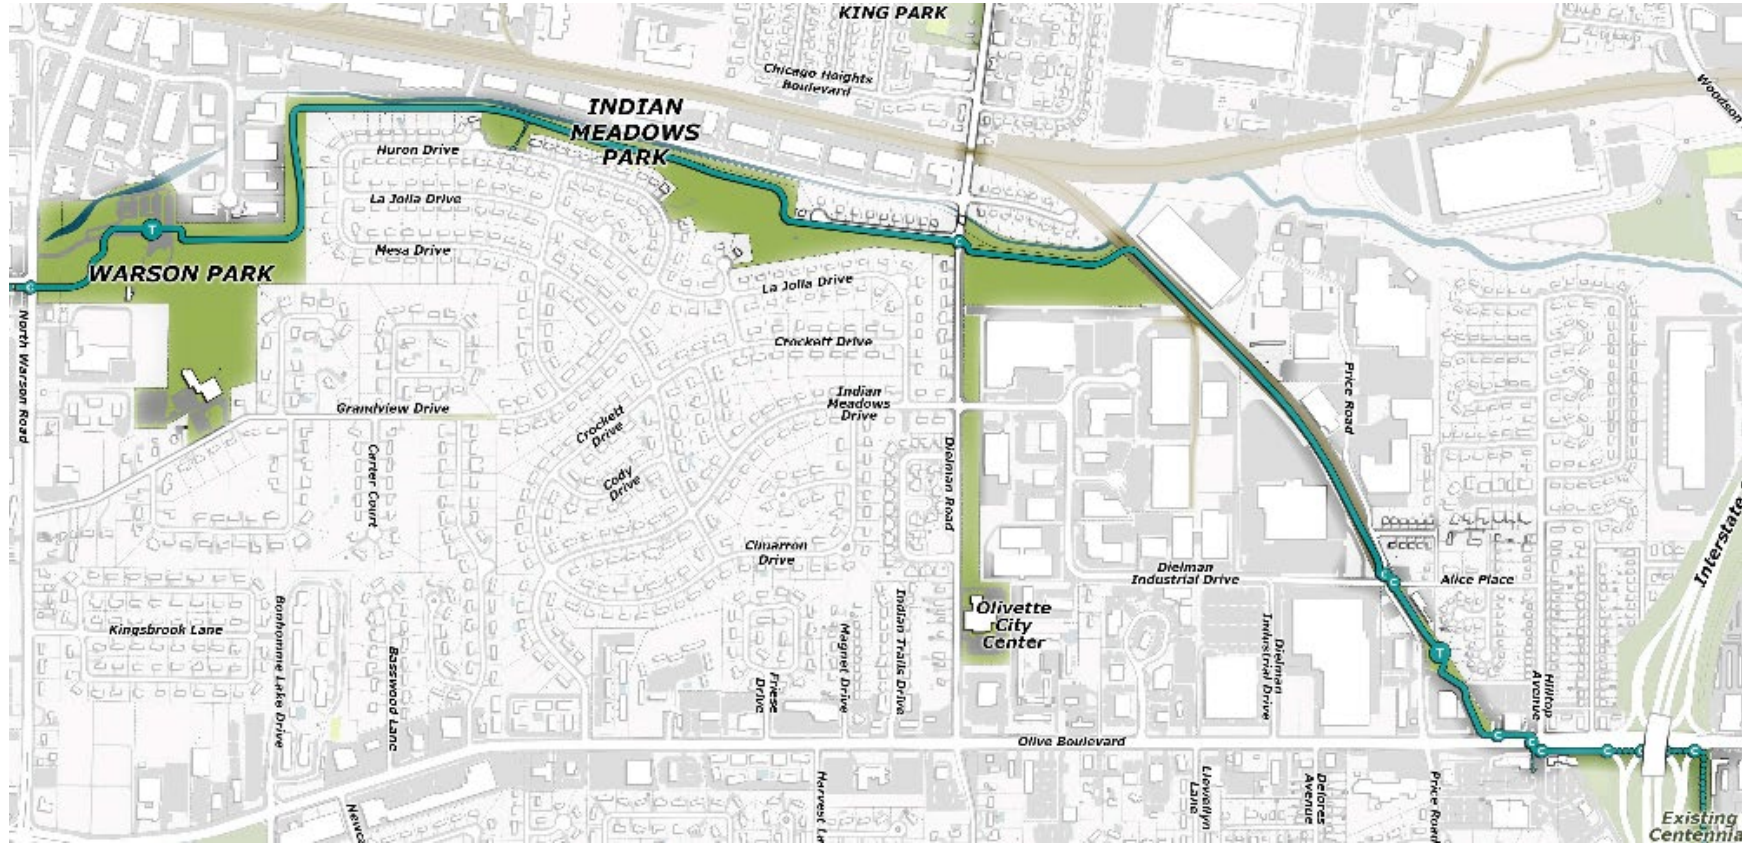 KING PARK
Chicago Heights
Boulevard
Woodson
INDIAN
MEADOWS
PARK
Huron Drive
La Jolla Drive
Mesa Drive
T
WARSON PARK
C
C
La Jolla Drive
North Warson Road
Crockett Drive
Price Road
Indian
Meadows
Drive
Grandview Drive
Crockett
Drive
Cody
Drive
Carter Court
Dielman Road
Cimarron
Drive
Interstate
Dielman
Industrial Drive
C
C
Alice Place
Olivette
City
Center
Kingsbrook Lane
Bonhomme Lake Drive
Basswood Lane
Friese
Drive
Magnet Drive
Indian Trails Drive
Dielman
Industrial Drive
T
Hilltop
Avenue
Olive Boulevard
C
C
C
C
C
C
Harvest La
Llewellyn
Lane
Delores
Avenue
Price Road
Existing
Centennia